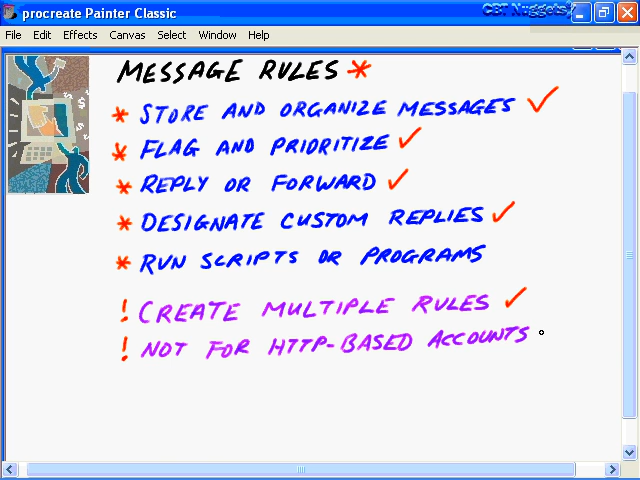 procreate Painter Classic
CBT Nuggets
File Edit Effects Canvas Select Window Help
MESSAGE RULES *
* STORE AND ORGANIZE MESSAGES ✓
* FLAG AND PRIORITIZE ✓
* REPLY OR FORWARD ✓
* DESIGNATE CUSTOM REPLIES ✓
* RUN SCRIPTS OR PROGRAMS
! CREATE MULTIPLE RULES ✓
! NOT FOR HTTP-BASED ACCOUNTS